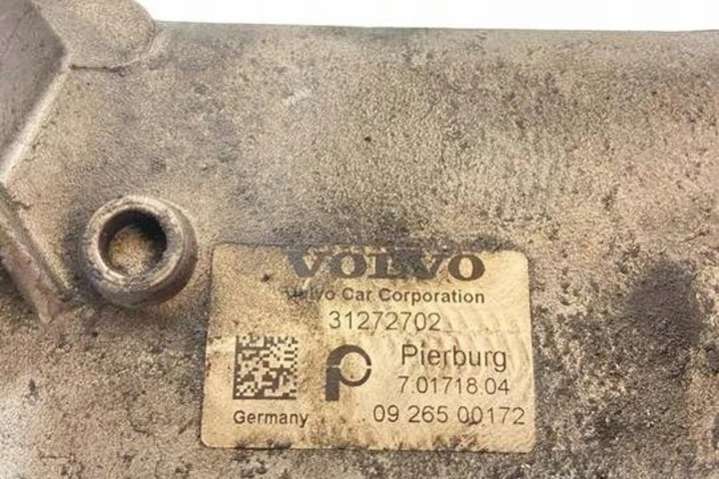 VOLVO
Volvo Car Corporation
31272702
Pierburg
7.01718.04
Germany 09 265 00172